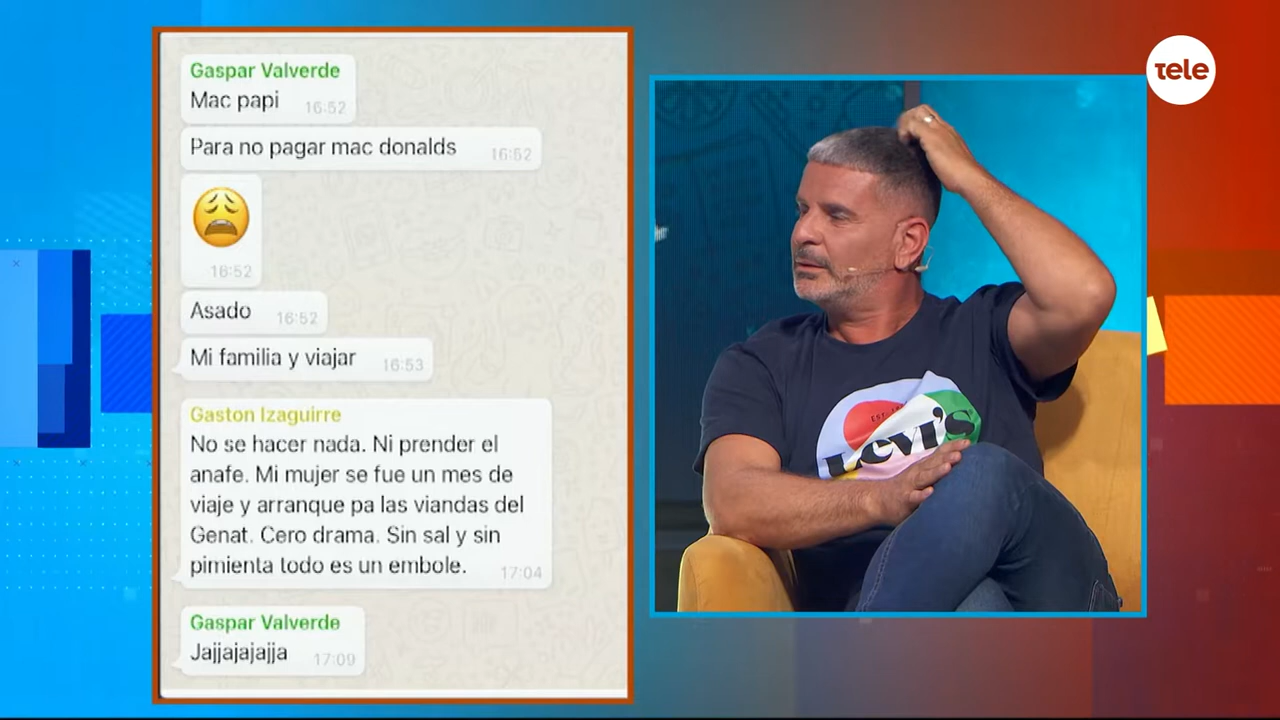 Gaspar Valverde
Mac papi 16:52
Para no pagar mac donalds 16:52
16:52
Asado 16:52
Mi familia y viajar 16:53
Gaston Izaguirre
No se hacer nada. Ni prender el
anafe. Mi mujer se fue un mes de
viaje y arranque pa las viandas del
Genat. Cero drama. Sin sal y sin
pimienta todo es un embole. 17:04
Gaspar Valverde
Jajjajajajja 17:09
tele
Levi's